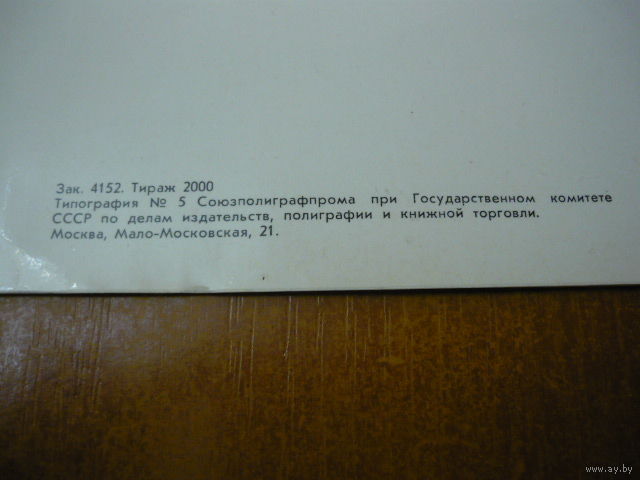 Зак. 4152. Тираж 2000
Типография № 5 Союзполиграфпрома при Государственном комитете
СССР по делам издательств, полиграфии и книжной торговли.
Москва, Мало-Московская, 21.
www.ay.by